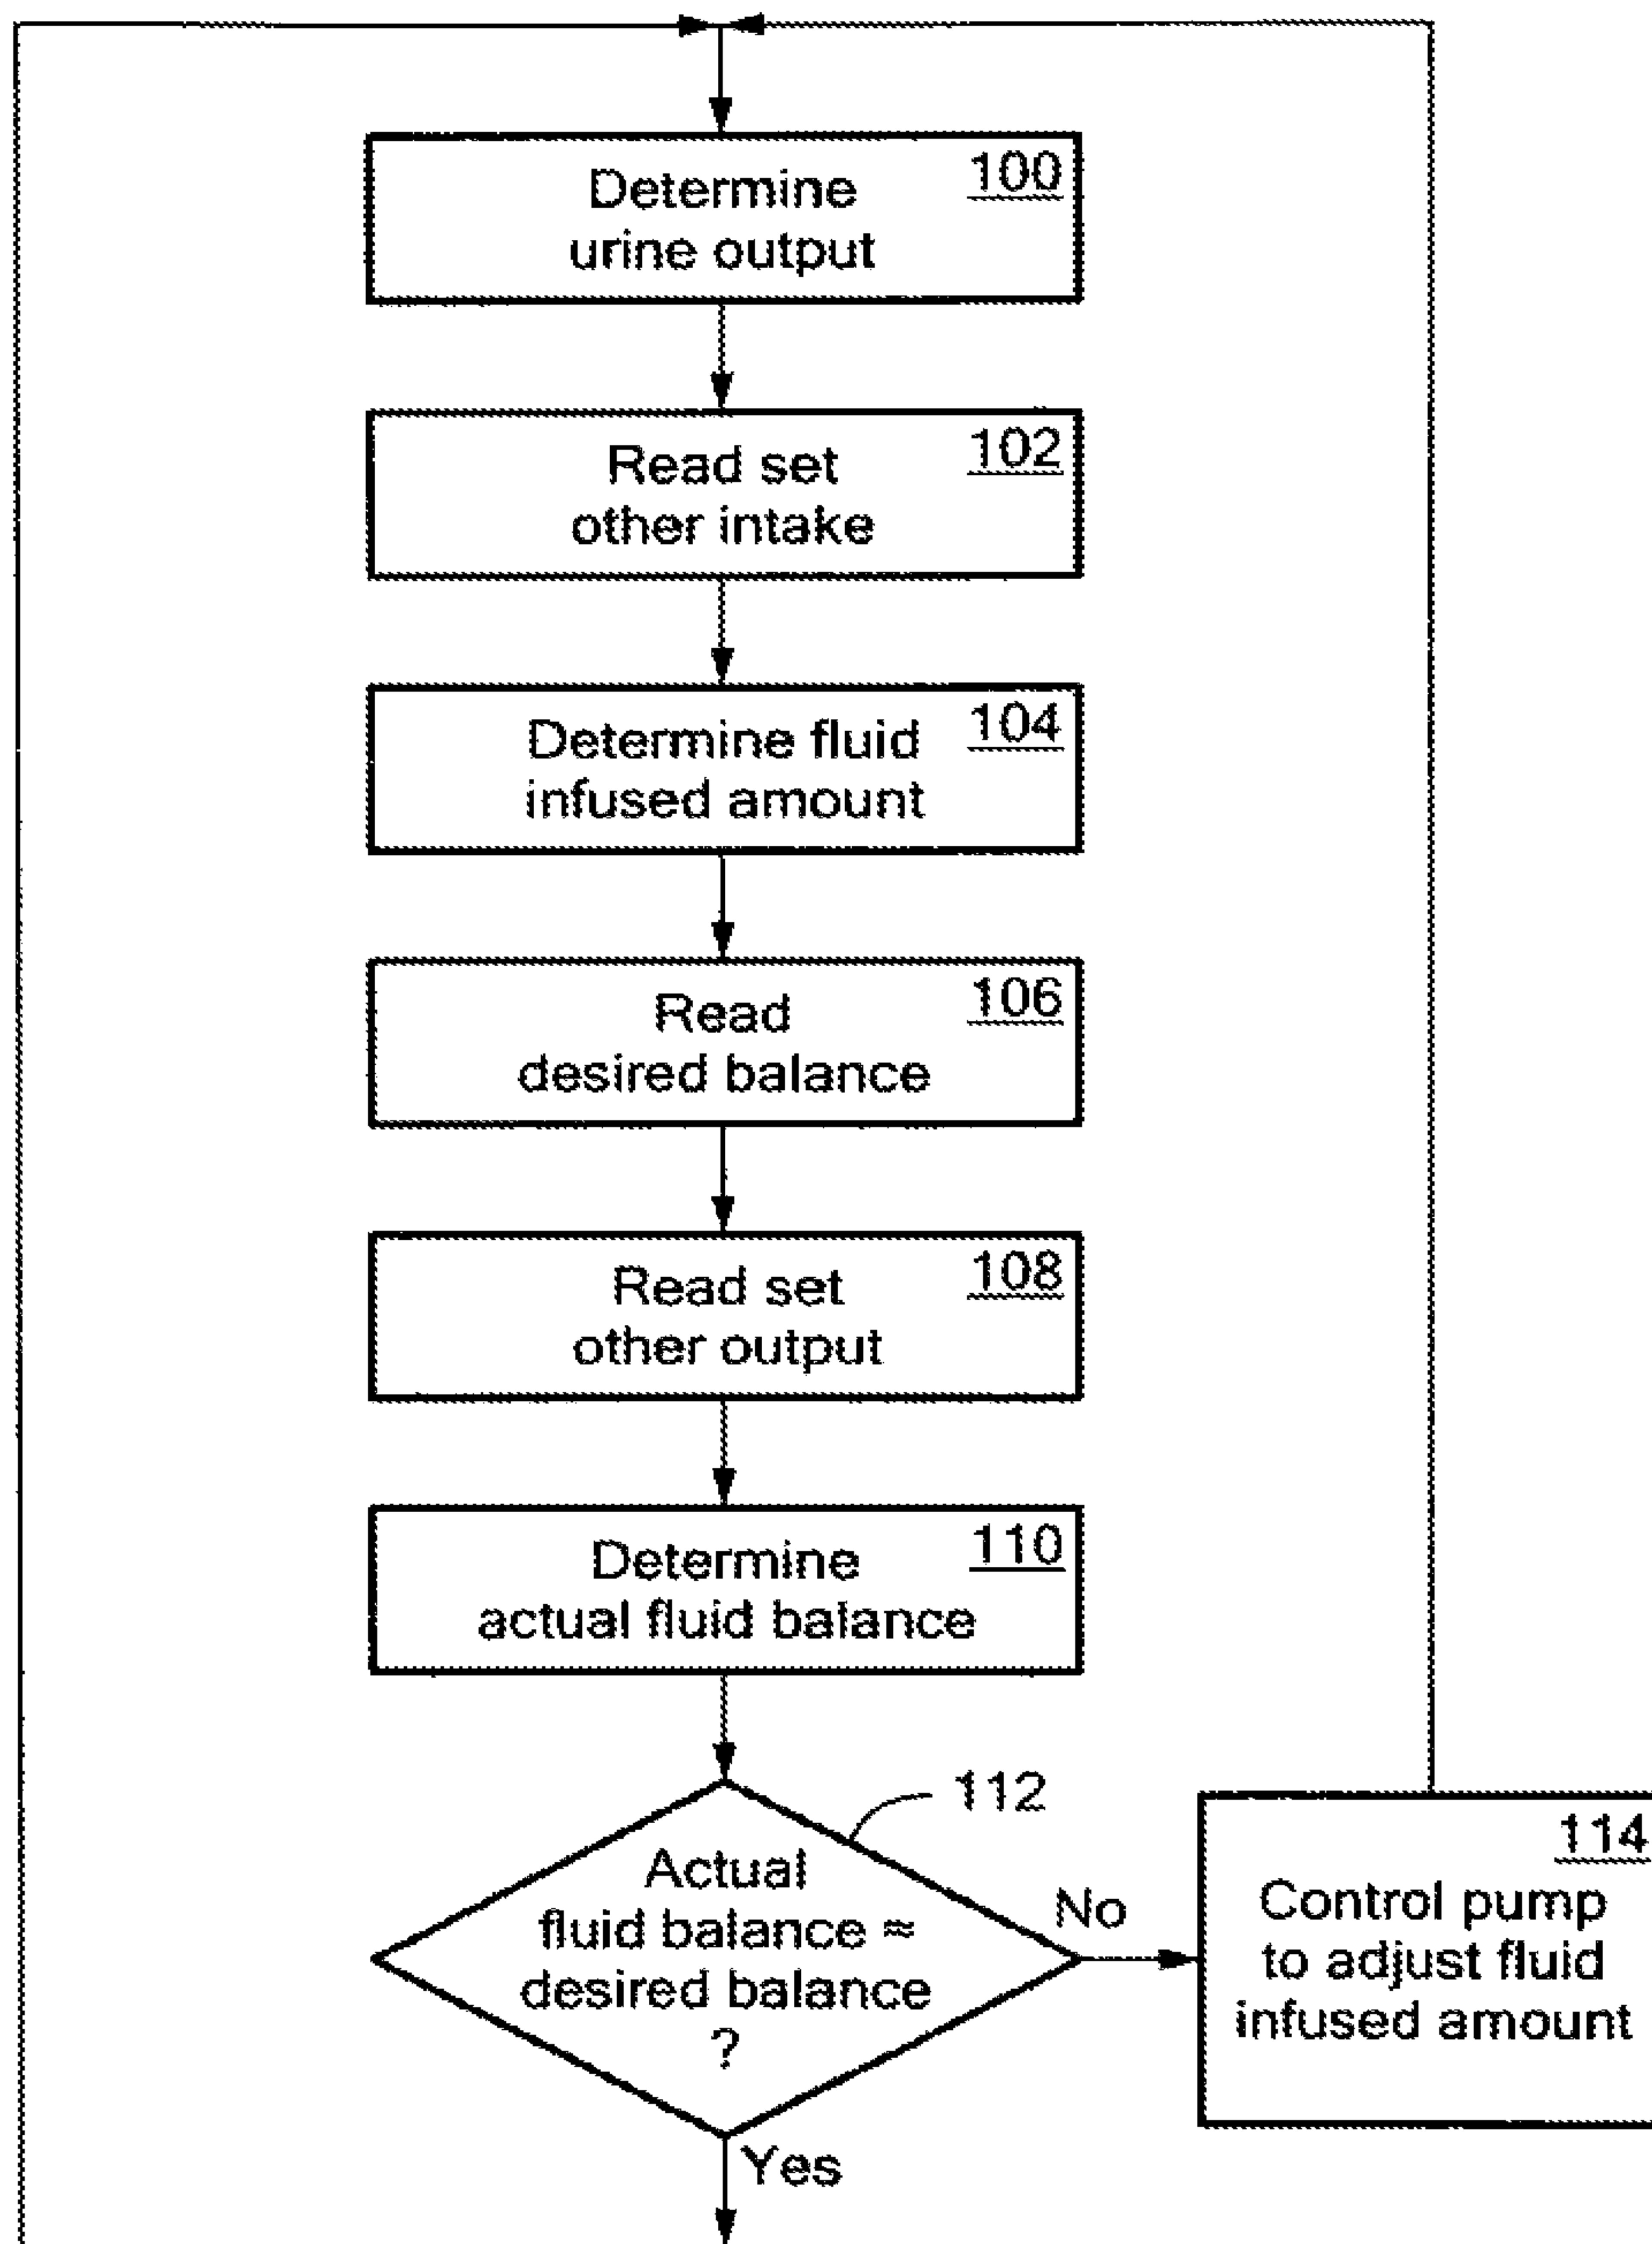 100
Determine
urine output
102
Read set
other intake
104
Determine fluid
infused amount
106
Read
desired balance
108
Read set
other output
110
Determine
actual fluid balance
112
Actual
fluid balance ≈
desired balance
?
No
114
Control pump
to adjust fluid
infused amount
Yes